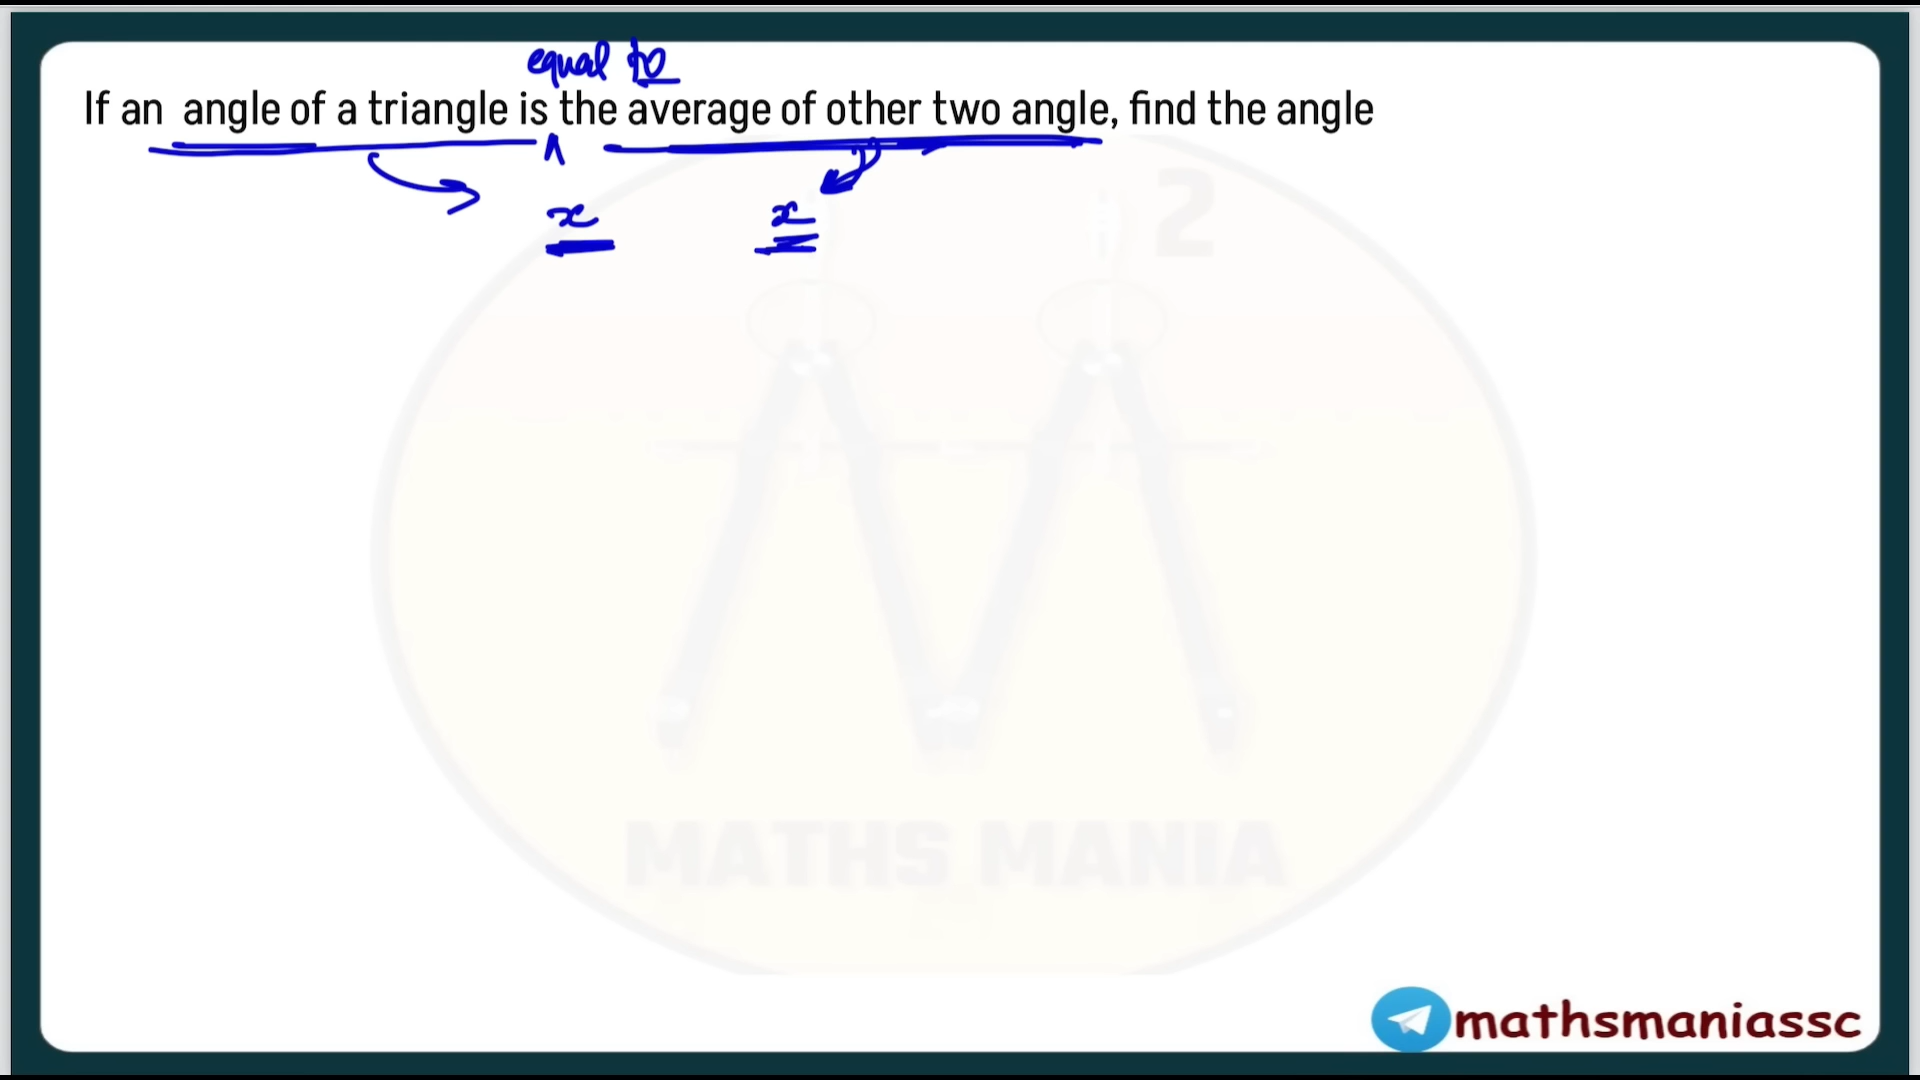 equal to
If an angle of a triangle is the average of other two angle, find the angle
x x
2
MATHS MANIA
mathsmaniassc